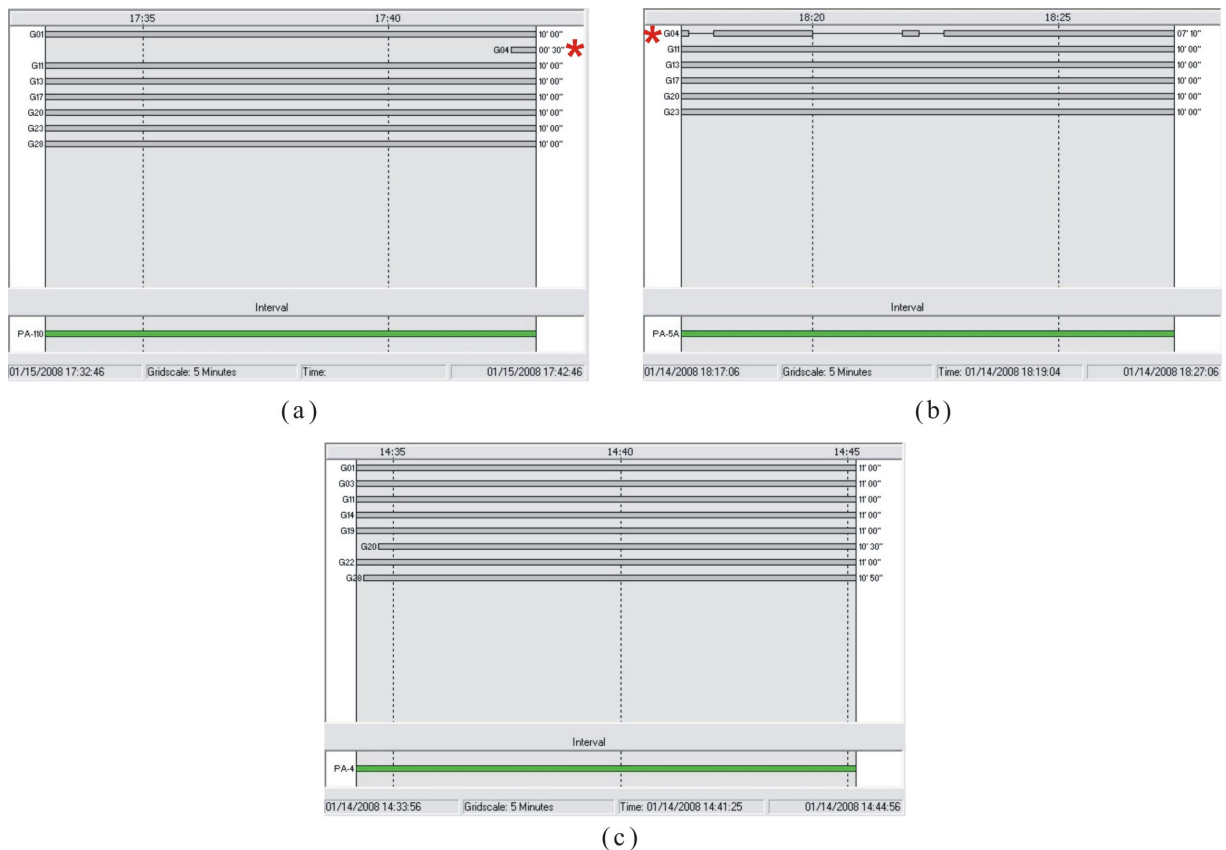 17:35 17:40
G01 10' 00"
G04 00' 30" *
G11 10' 00"
G13 10' 00"
G17 10' 00"
G20 10' 00"
G23 10' 00"
G28 10' 00"
Interval
PA-110
01/15/2008 17:32:46 Gridscale: 5 Minutes Time: 01/15/2008 17:42:46
(a)
18:20 18:25
* G04 07' 10"
G11 10' 00"
G13 10' 00"
G17 10' 00"
G20 10' 00"
G23 10' 00"
Interval
PA-5A
01/14/2008 18:17:06 Gridscale: 5 Minutes Time: 01/14/2008 18:19:04 01/14/2008 18:27:06
(b)
14:35 14:40 14:45
G01 11' 00"
G03 11' 00"
G11 11' 00"
G14 11' 00"
G19 11' 00"
G20 10' 30"
G22 11' 00"
G28 10' 50"
Interval
PA-4
01/14/2008 14:33:56 Gridscale: 5 Minutes Time: 01/14/2008 14:41:25 01/14/2008 14:44:56
(c)